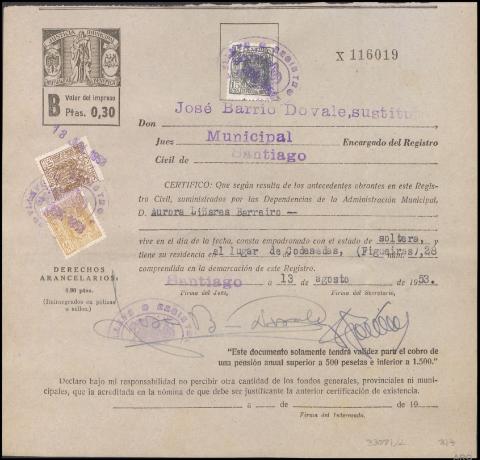 JUSTICIA MUNICIPAL
B Valor del impreso
Ptas. 0,30
X 116019
José Barrio Dovale, sustitut
Don
Juez Municipal Encargado del Registro
Civil de Santiago
CERTIFICO: Que según resulta de los antecedentes obrantes en este Regis-
tro Civil, suministrados por las Dependencias de la Administración Municipal,
D. Aurora Liñares Barreiro —
vive en el día de la fecha, consta empadronado con el estado de soltera, y
tiene su residencia en el lugar de Codesedas, (Figueiras), 28
comprendida en la demarcación de este Registro.
DERECHOS
ARANCELARIOS:
(Reintegrados en pólizas
o sellos.)
Santiago a 13 de agosto de 1953.
Firma del Juez, Firma del Secretario,
B - Dovale
"Este documento solamente tendrá validez para el cobro de
una pensión anual superior a 500 pesetas e inferior a 1.500."
Declaro bajo mi responsabilidad no percibir otra cantidad de los fondos generales, provinciales ni muni-
cipales, que la acreditada en la nómina de que debe ser justificante la anterior certificación de existencia.
a de de 19
Firma del Interesado.